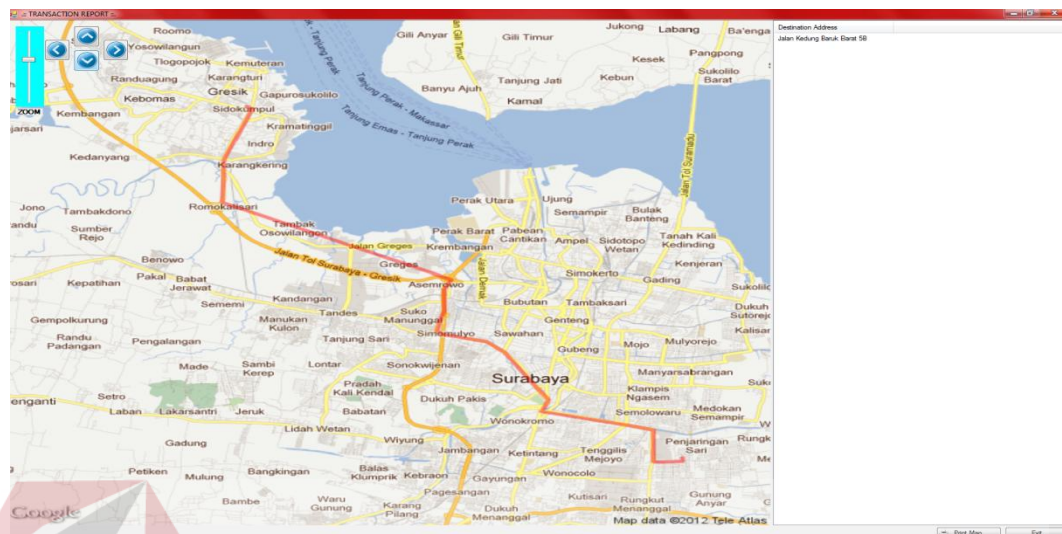 TRANSACTION REPORT
Destination Address
Jalan Kedung Baruk Barat 5B
ZOOM
Roomo
Yosowilangun
Tlogopojok
Kemuteran
Randuagung
Karangturi
Gresik
Gapurosukolilo
Kebomas
Sidokumpul
Kembangan
Kramatinggil
Indro
Kedanyang
Karangkering
Gili Anyar
Gili Timur
Gili Timur
Jukong
Labang
Ba'enga
Pangpong
Kesek
Sukolilo
Barat
Tanjung Jati
Kebun
Banyu Ajuh
Kamal
Tanjung Perak
Tanjung Perak - Makassar
Tanjung Emas - Tanjung Perak
Jalan Tol Suramadu
Jono
Tambakdono
Romokalisari
Sumber
Rejo
Tambak
Osowilangon
Perak Utara
Ujung
Semampir
Bulak
Banteng
Perak Barat
Pabean
Cantikan
Ampel
Sidotopo
Wetan
Tanah Kali
Kedinding
Jalan Greges
Krembangan
Benowo
Greges
Jalan Tol Surabaya - Gresik
Jalan Demak
Kenjeran
Simokerto
Gading
Kepatihan
Pakal
Babat
Jerawat
Asemrowo
Sememi
Kandangan
Bubutan
Tambaksari
Gempolkurung
Manukan
Kulon
Tandes
Suko
Manunggal
Genteng
Randu
Padangan
Pengalangan
Tanjung Sari
Simomulyo
Sawahan
Gubeng
Mojo
Mulyorejo
Made
Sambi
Kerep
Lontar
Sonokwijenan
Manyarsabrangan
Surabaya
Pradah
Kali Kendal
Klampis
Ngasem
Setro
Laban
Lakarsantri
Jeruk
Babatan
Dukuh Pakis
Semolowaru
Medokan
Semampir
Lidah Wetan
Wonokromo
Gadung
Wiyung
Jambangan
Ketintang
Tenggilis
Mejoyo
Penjaringan
Sari
Petiken
Mulung
Bangkingan
Balas
Klumprik
Kebraon
Gayungan
Wonocolo
Pagesangan
Bambe
Waru
Gunung
Karang
Pilang
Dukuh
Menanggal
Kutisari
Rungkut
Menanggal
Gunung
Anyar
Google
Map data ©2012 Tele Atlas
Print Map
Exit